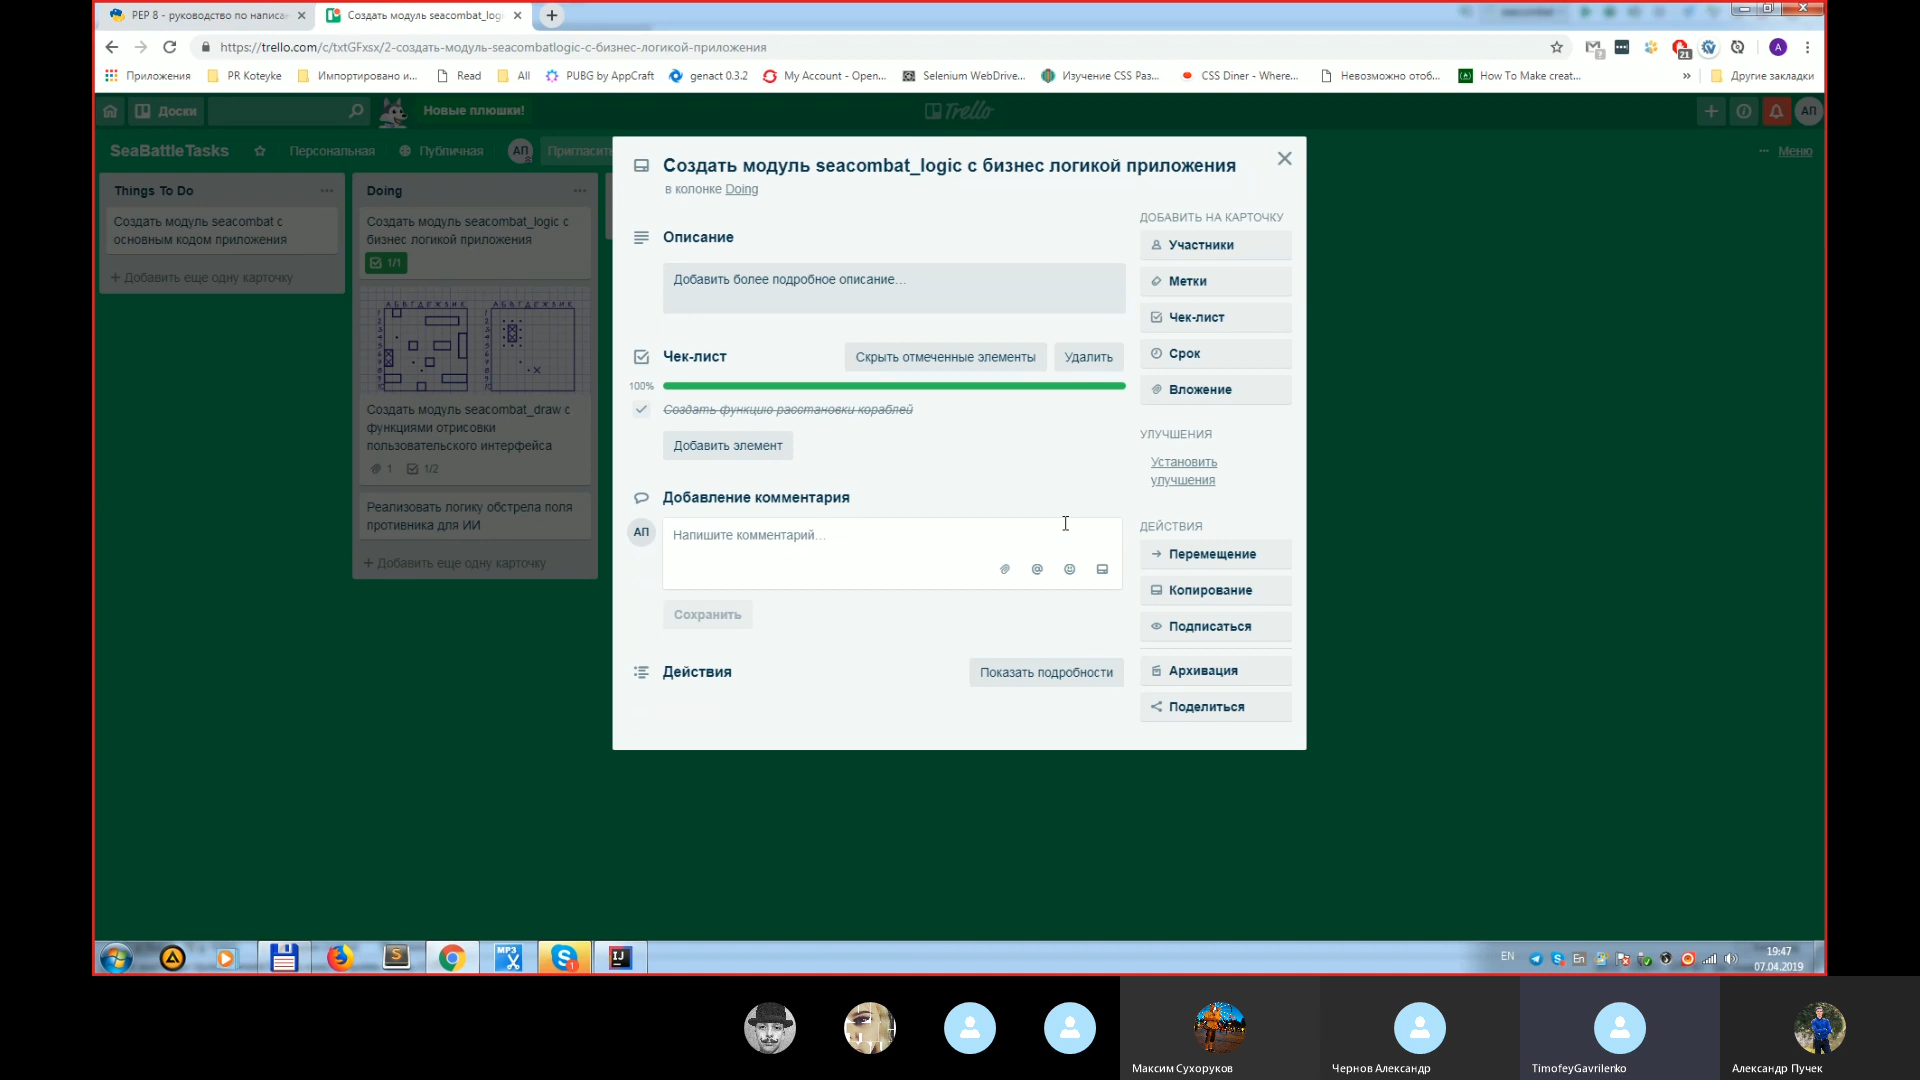 PEP 8 - руководство по написа
Создать модуль seacombat_log
https://trello.com/c/txtGFxsx/2-создать-модуль-seacombatlogic-с-бизнес-логикой-приложения
2
21
A
Приложения
PR Koteyke
Импортировано и...
Read
All
PUBG by AppCraft
genact 0.3.2
My Account - Open...
Selenium WebDrive...
Изучение CSS Раз...
CSS Diner - Where...
Невозможно отоб...
How To Make creat...
»
Другие закладки
Доски
Новые плюшки!
Trello
АП
SeaBattleTasks
Персональная
Публичная
АП
Пригласить
Меню
Things To Do
Создать модуль seacombat с
основным кодом приложения
+ Добавить еще одну карточку
Doing
Создать модуль seacombat_logic с
бизнес логикой приложения
1/1
Создать модуль seacombat_draw с
функциями отрисовки
пользовательского интерфейса
1
1/2
Реализовать логику обстрела поля
противника для ИИ
+ Добавить еще одну карточку
Создать модуль seacombat_logic с бизнес логикой приложения
в колонке Doing
Описание
Добавить более подробное описание...
Чек-лист
Скрыть отмеченные элементы
Удалить
100%
Создать функцию расстановки кораблей
Добавить элемент
Добавление комментария
АП
Напишите комментарий...
Сохранить
Действия
Показать подробности
ДОБАВИТЬ НА КАРТОЧКУ
Участники
Метки
Чек-лист
Срок
Вложение
УЛУЧШЕНИЯ
Установить
улучшения
ДЕЙСТВИЯ
Перемещение
Копирование
Подписаться
Архивация
Поделиться
MP3
S
IJ
EN
En
19:47
07.04.2019
Максим Сухоруков
Чернов Александр
TimofeyGavrilenko
Александр Пучек